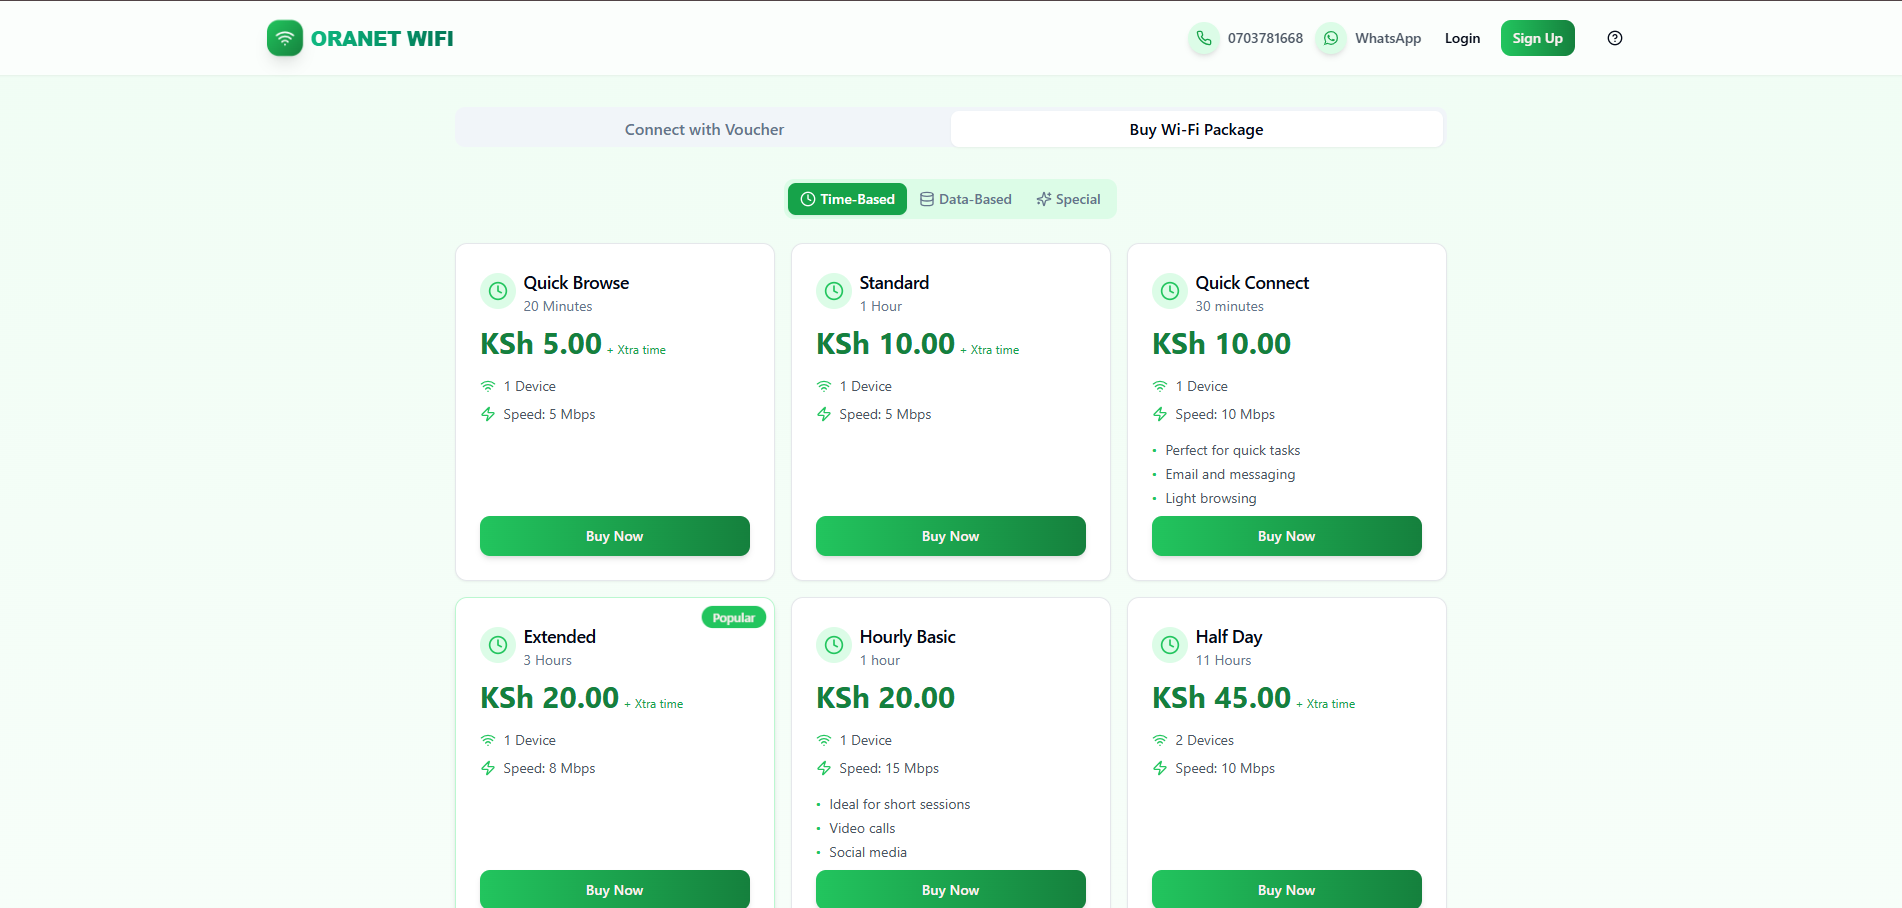 ORANET WIFI
0703781668
WhatsApp
Login
Sign Up
Connect with Voucher
Buy Wi-Fi Package
Time-Based
Data-Based
Special
Quick Browse
20 Minutes
KSh 5.00 + Xtra time
1 Device
Speed: 5 Mbps
Buy Now
Standard
1 Hour
KSh 10.00 + Xtra time
1 Device
Speed: 5 Mbps
Buy Now
Quick Connect
30 minutes
KSh 10.00
1 Device
Speed: 10 Mbps
• Perfect for quick tasks
• Email and messaging
• Light browsing
Buy Now
Popular
Extended
3 Hours
KSh 20.00 + Xtra time
1 Device
Speed: 8 Mbps
Buy Now
Hourly Basic
1 hour
KSh 20.00
1 Device
Speed: 15 Mbps
• Ideal for short sessions
• Video calls
• Social media
Buy Now
Half Day
11 Hours
KSh 45.00 + Xtra time
2 Devices
Speed: 10 Mbps
Buy Now